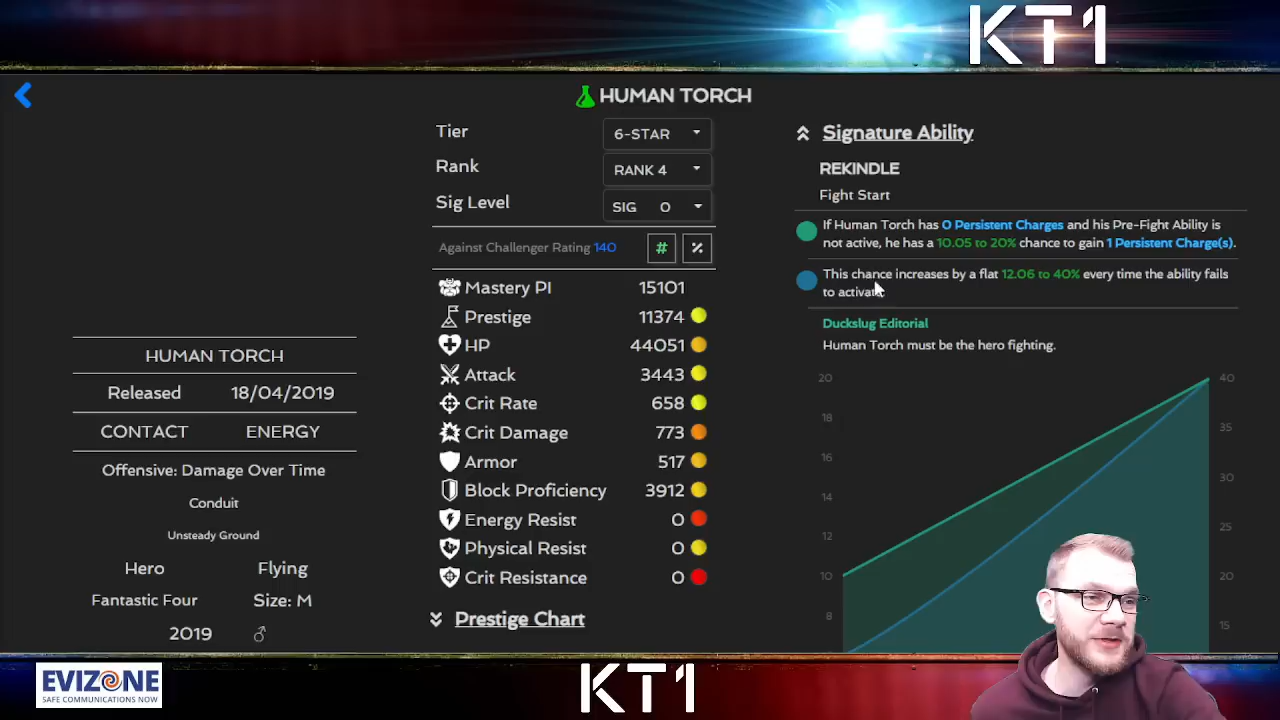 KT1
HUMAN TORCH
Tier
6-STAR
Rank
RANK 4
Sig Level
SIG 0
Against Challenger Rating 140
#
%
Mastery PI 15101
Prestige 11374
HP 44051
Attack 3443
Crit Rate 658
Crit Damage 773
Armor 517
Block Proficiency 3912
Energy Resist 0
Physical Resist 0
Crit Resistance 0
Prestige Chart
HUMAN TORCH
Released 18/04/2019
CONTACT ENERGY
Offensive: Damage Over Time
Conduit
Unsteady Ground
Hero Flying
Fantastic Four Size: M
2019 ♂
Signature Ability
REKINDLE
Fight Start
If Human Torch has 0 Persistent Charges and his Pre-Fight Ability is
not active, he has a 10.05 to 20% chance to gain 1 Persistent Charge(s).
This chance increases by a flat 12.06 to 40% every time the ability fails
to activate.
Duckslug Editorial
Human Torch must be the hero fighting.
20 40
18
35
16
30
14
25
12
10 20
8 15
EVIZONE
SAFE COMMUNICATIONS NOW
KT1